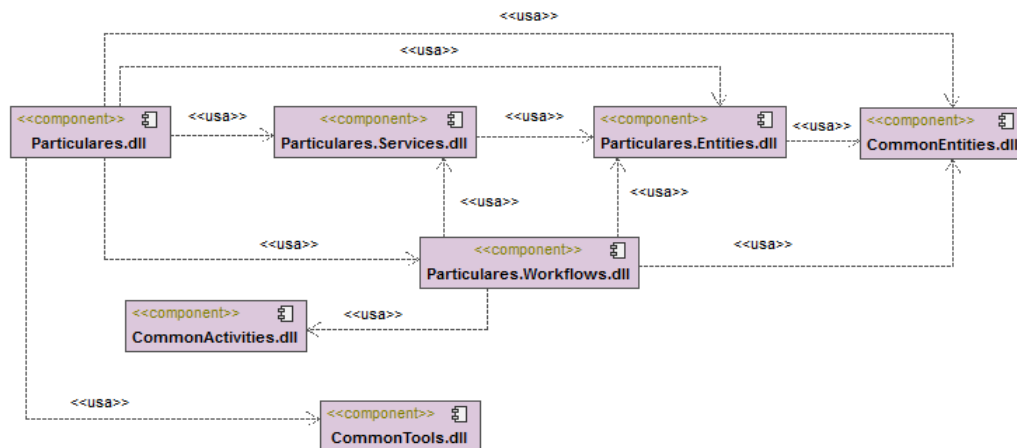 <<usa>>
<<usa>>
<<component>>
Particulares.dll
<<usa>>
<<component>>
Particulares.Services.dll
<<usa>>
<<component>>
Particulares.Entities.dll
<<usa>>
<<component>>
CommonEntities.dll
<<usa>>
<<usa>>
<<usa>>
<<component>>
Particulares.Workflows.dll
<<usa>>
<<component>>
CommonActivities.dll
<<usa>>
<<usa>>
<<component>>
CommonTools.dll